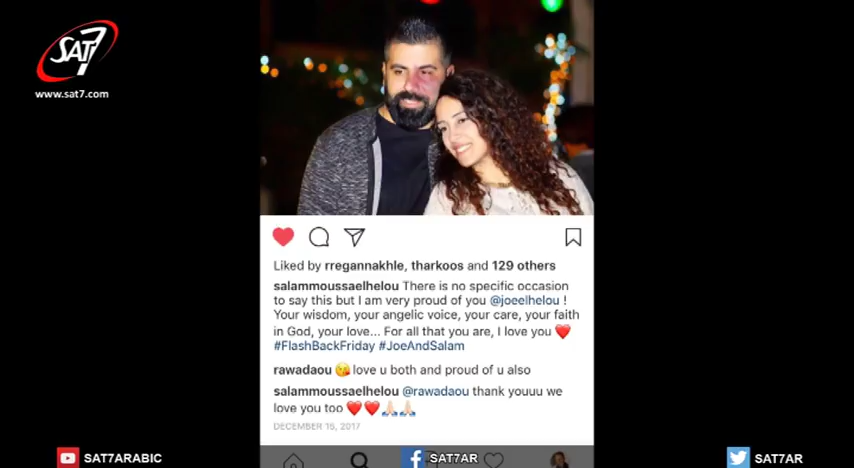 SAT7
www.sat7.com
Liked by rregannakhle, tharkoos and 129 others
salammoussaelhelou There is no specific occasion
to say this but I am very proud of you @joeelhelou !
Your wisdom, your angelic voice, your care, your faith
in God, your love... For all that you are, I love you ❤️
#FlashBackFriday #JoeAndSalam
rawadaou 😘 love u both and proud of u also
salammoussaelhelou @rawadaou thank youuu we
love you too ❤️❤️🙏🏻🙏🏻
DECEMBER 15, 2017
SAT7ARABIC
SAT7AR
SAT7AR